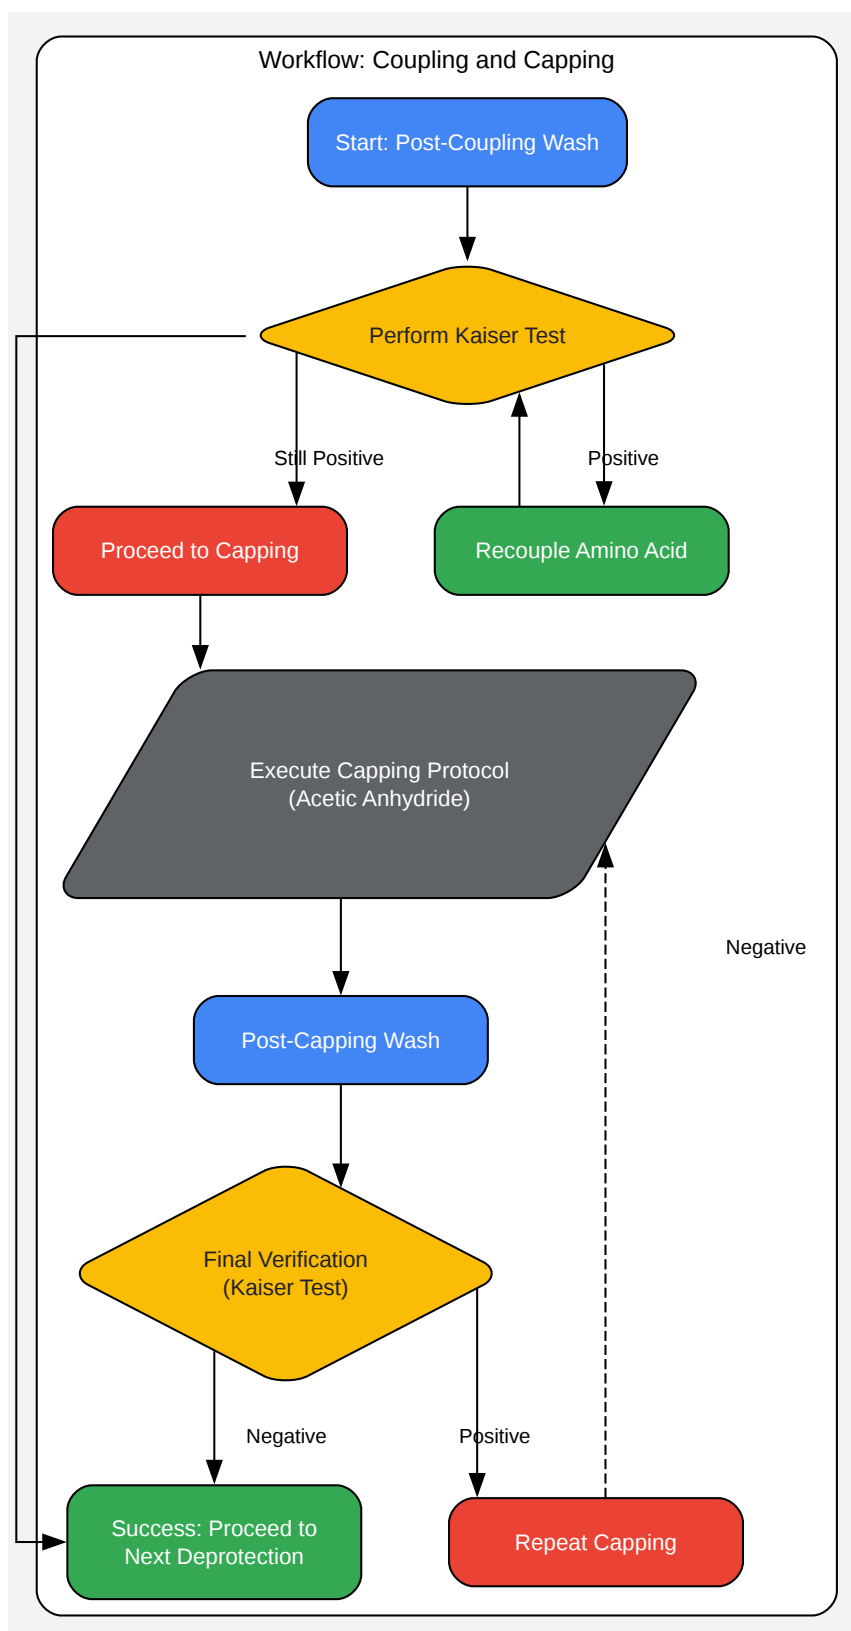 Workflow: Coupling and Capping
Start: Post-Coupling Wash
Perform Kaiser Test
Still Positive
Positive
Proceed to Capping
Recouple Amino Acid
Execute Capping Protocol
(Acetic Anhydride)
Negative
Post-Capping Wash
Final Verification
(Kaiser Test)
Negative
Positive
Success: Proceed to
Next Deprotection
Repeat Capping